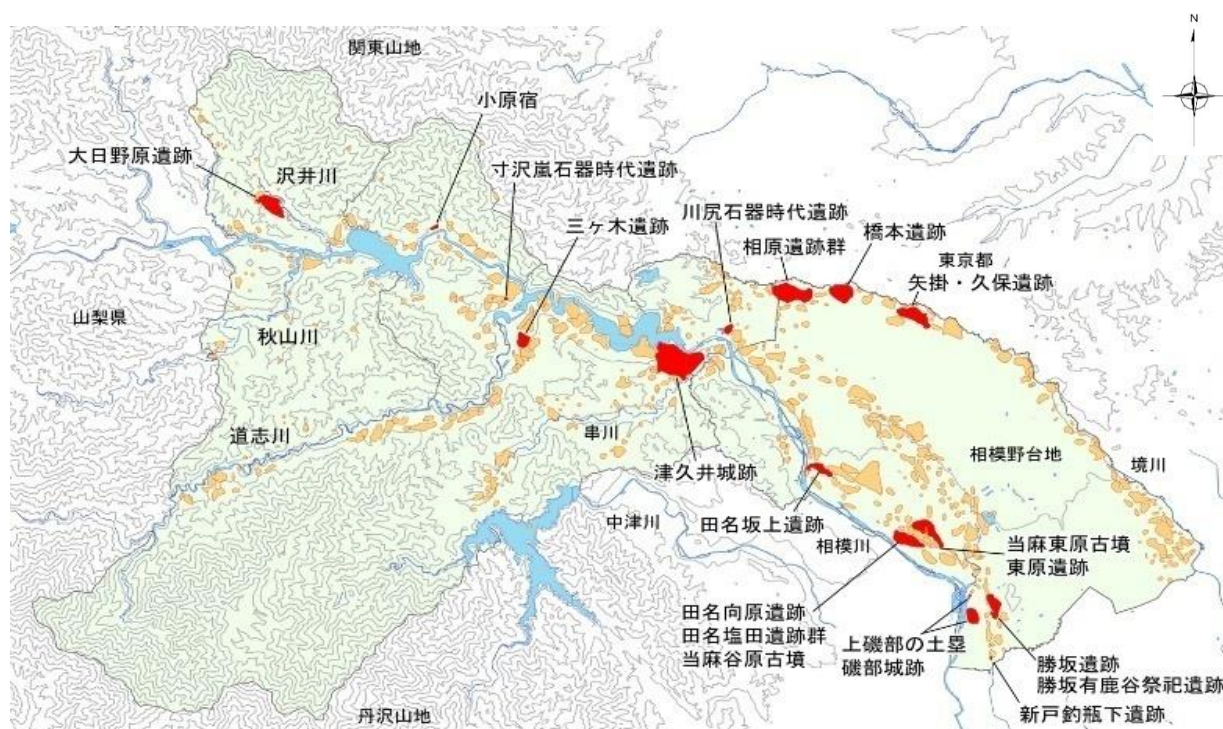 N
関東山地
小原宿
大日野原遺跡
沢井川
寸沢嵐石器時代遺跡
三ヶ木遺跡
川尻石器時代遺跡
相原遺跡群
橋本遺跡
東京都
矢掛・久保遺跡
山梨県
秋山川
道志川
串川
津久井城跡
相模野台地
境川
田名坂上遺跡
中津川
相模川
当麻東原古墳
東原遺跡
田名向原遺跡
田名塩田遺跡群
当麻谷原古墳
上磯部の土塁
磯部城跡
勝坂遺跡
勝坂有鹿谷祭祀遺跡
新戸釣瓶下遺跡
丹沢山地